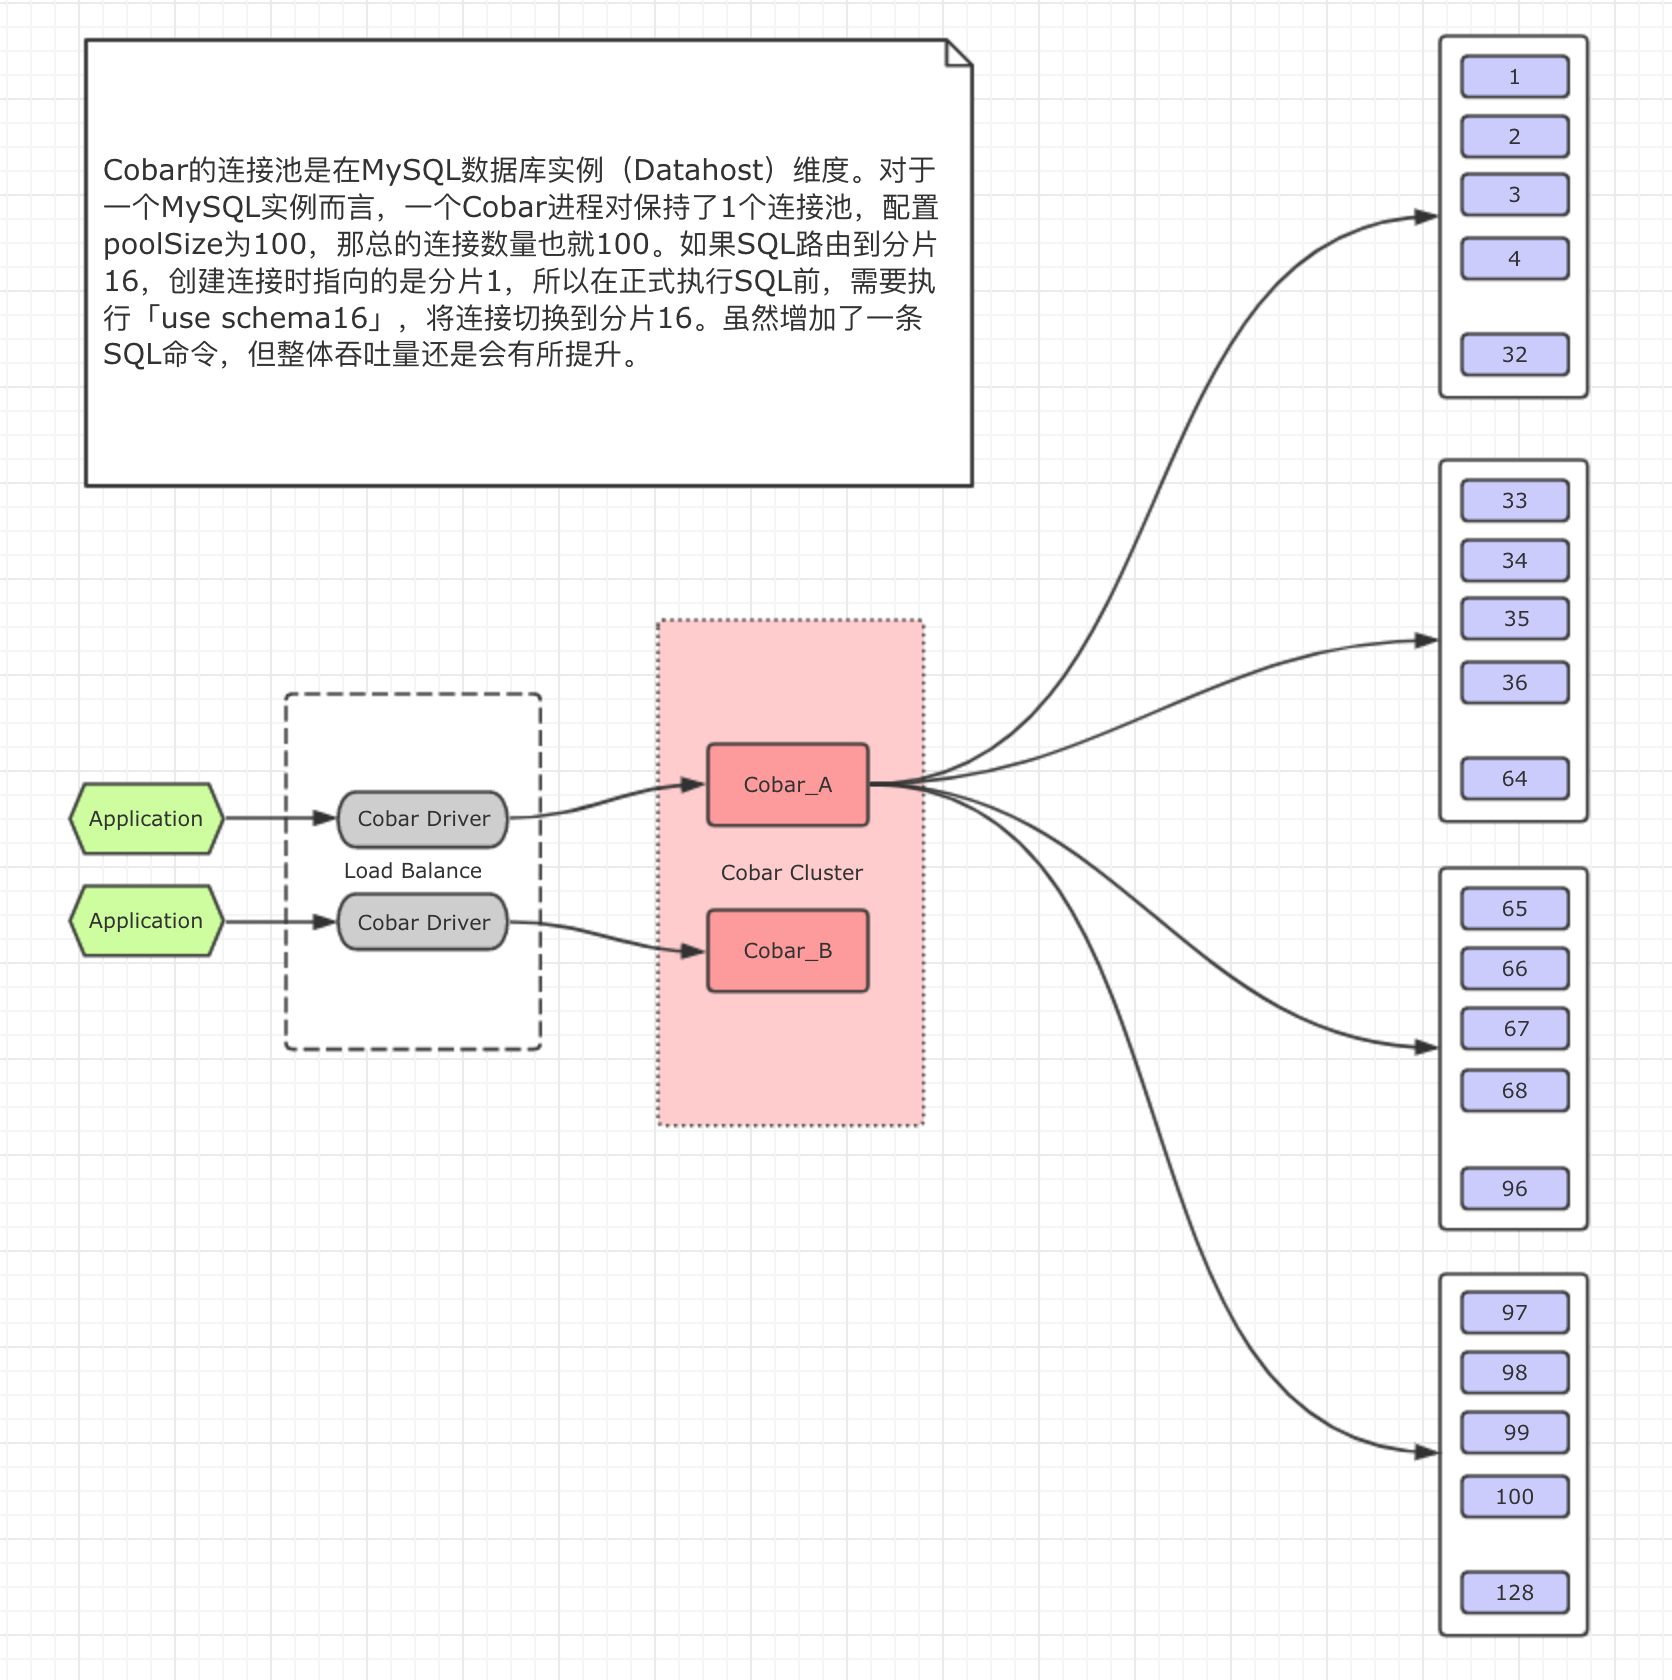 Cobar的连接池是在MySQL数据库实例（Datahost）维度。对于
一个MySQL实例而言，一个Cobar进程对保持了1个连接池，配置
poolSize为100，那总的连接数量也就100。如果SQL路由到分片
16，创建连接时指向的是分片1，所以在正式执行SQL前，需要执
行「use schema16」，将连接切换到分片16。虽然增加了一条
SQL命令，但整体吞吐量还是会有所提升。
Application
Application
Cobar Driver
Load Balance
Cobar Driver
Cobar_A
Cobar Cluster
Cobar_B
1
2
3
4
32
33
34
35
36
64
65
66
67
68
96
97
98
99
100
128